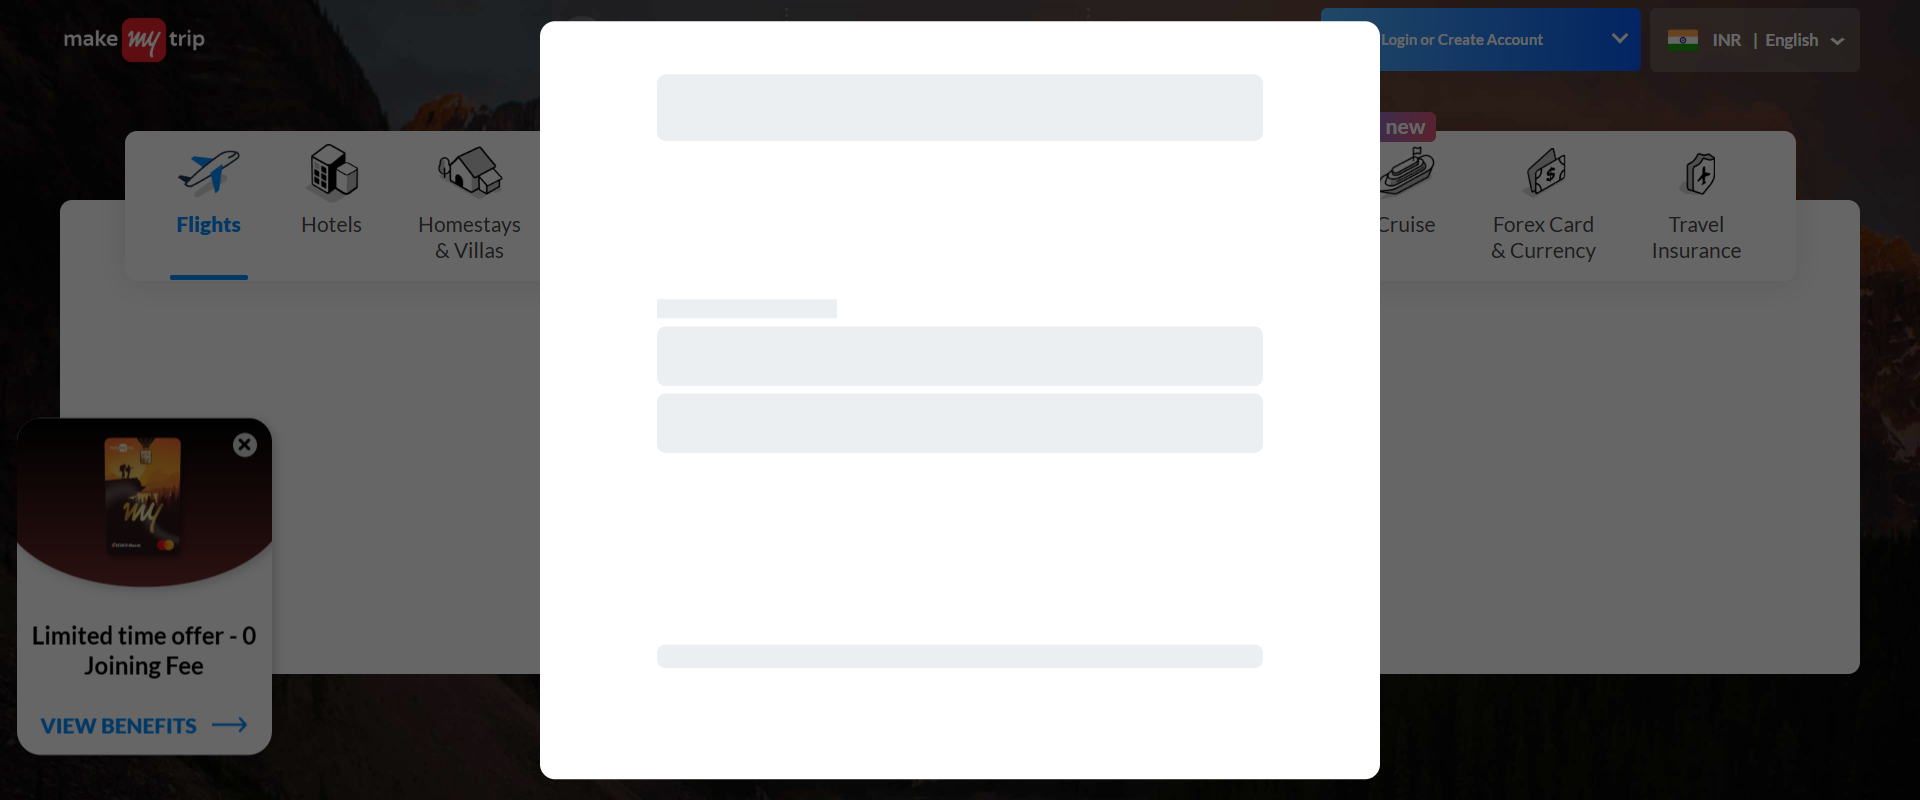 make my trip
Login or Create Account
INR | English
new
Flights
Hotels
Homestays
& Villas
Cruise
Forex Card
& Currency
Travel
Insurance
my
Limited time offer - 0
Joining Fee
VIEW BENEFITS